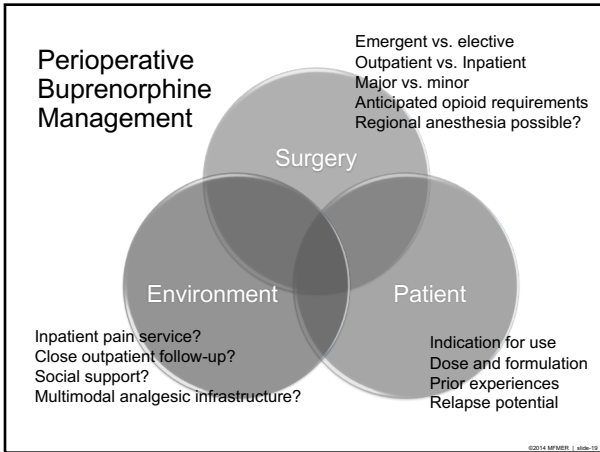 Perioperative
Buprenorphine
Management
Emergent vs. elective
Outpatient vs. Inpatient
Major vs. minor
Anticipated opioid requirements
Regional anesthesia possible?
Surgery
Environment
Patient
Inpatient pain service?
Close outpatient follow-up?
Social support?
Multimodal analgesic infrastructure?
Indication for use
Dose and formulation
Prior experiences
Relapse potential
©2014 MFMER | slide-19